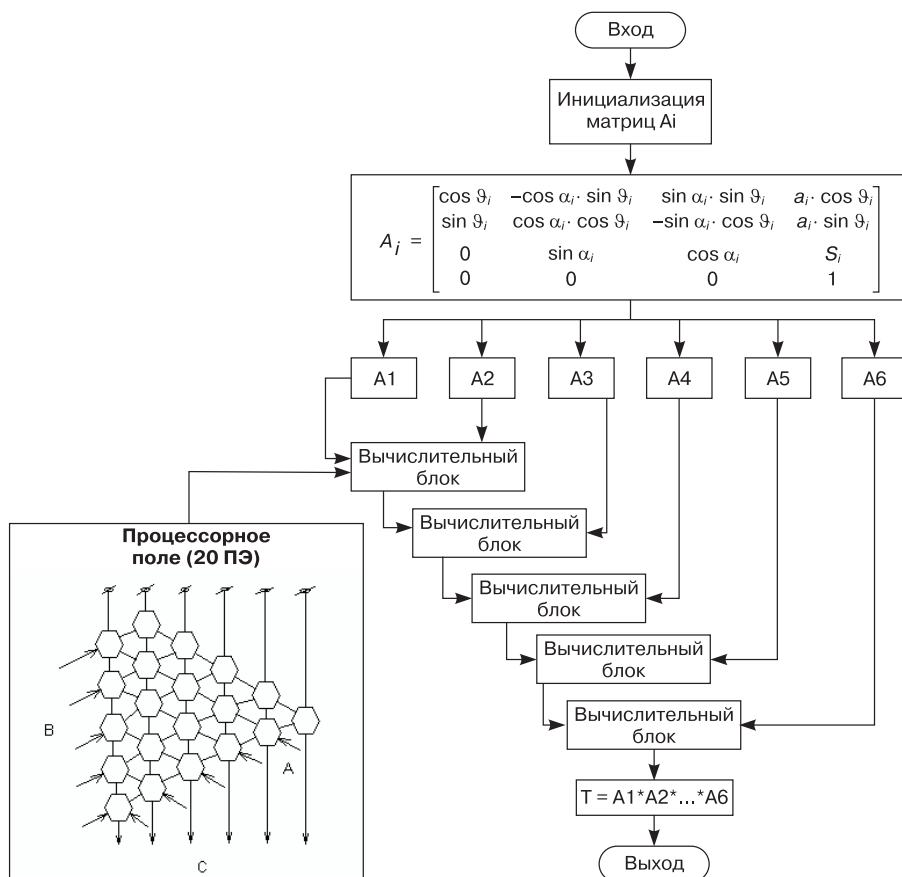 Вход
Инициализация
матриц Ai
A_i =
cos ϑ_i −cos α_i · sin ϑ_i sin α_i · sin ϑ_i a_i · cos ϑ_i
sin ϑ_i cos α_i · cos ϑ_i −sin α_i · cos ϑ_i a_i · sin ϑ_i
0 sin α_i cos α_i S_i
0 0 0 1
A1 A2 A3 A4 A5 A6
Вычислительный
блок
Вычислительный
блок
Вычислительный
блок
Вычислительный
блок
Вычислительный
блок
T = A1*A2*...*A6
Выход
Процессорное
поле (20 ПЭ)
B
A
C